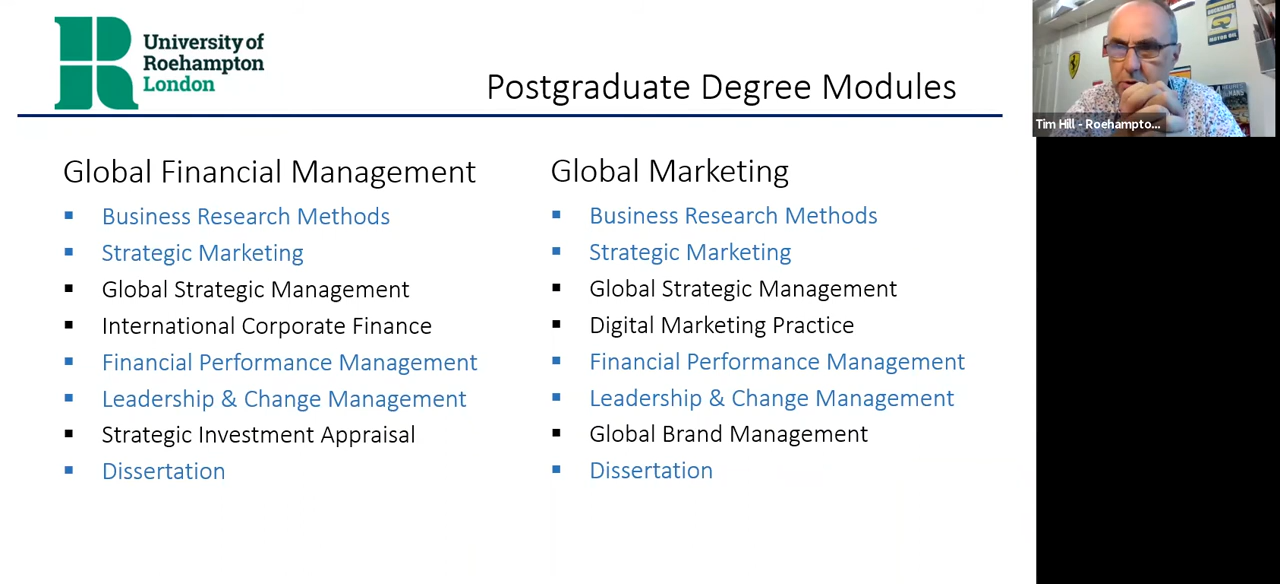 University of
Roehampton
London
Postgraduate Degree Modules
Global Financial Management
Business Research Methods
Strategic Marketing
Global Strategic Management
International Corporate Finance
Financial Performance Management
Leadership & Change Management
Strategic Investment Appraisal
Dissertation
Global Marketing
Business Research Methods
Strategic Marketing
Global Strategic Management
Digital Marketing Practice
Financial Performance Management
Leadership & Change Management
Global Brand Management
Dissertation
MOTOR OIL
Tim Hill - Roehampto...